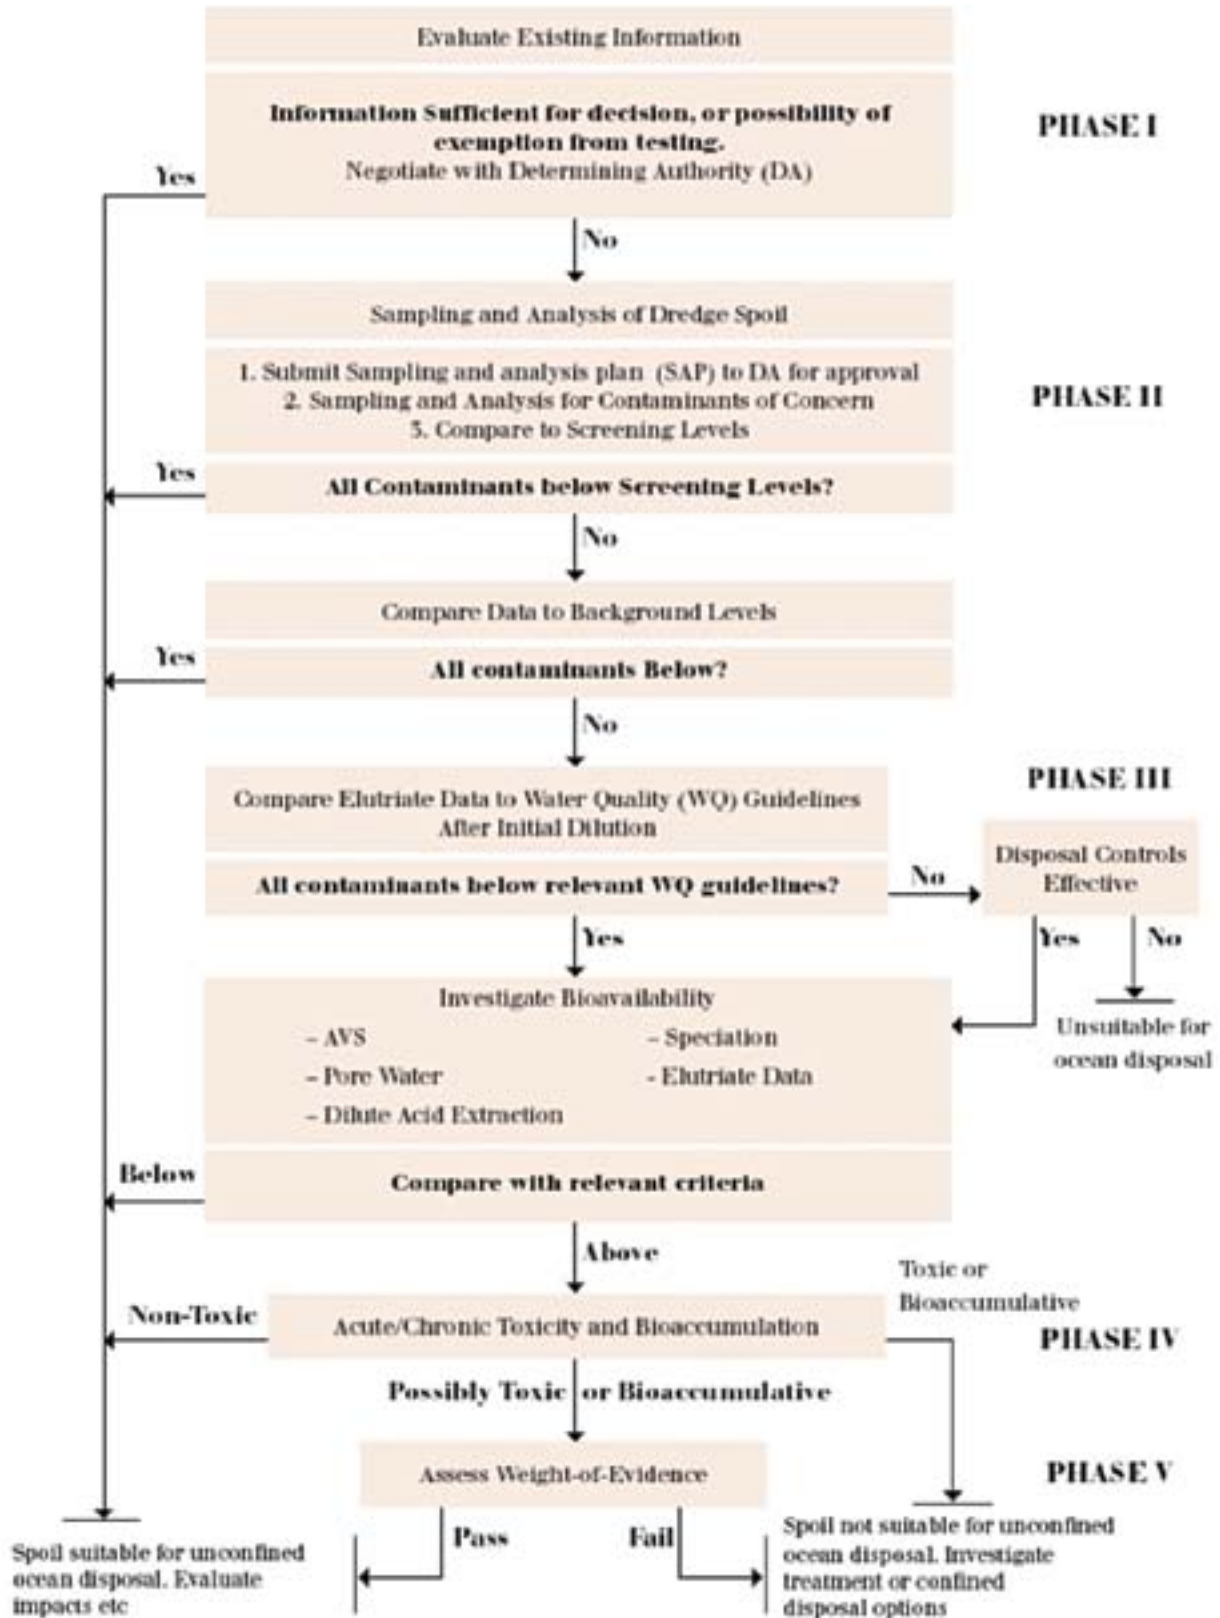 Evaluate Existing Information
Information Sufficient for decision, or possibility of
exemption from testing.
Negotiate with Determining Authority (DA)
PHASE I
Yes
No
Sampling and Analysis of Dredge Spoil
1. Submit Sampling and analysis plan (SAP) to DA for approval
2. Sampling and Analysis for Contaminants of Concern
3. Compare to Screening Levels
PHASE II
Yes
All Contaminants below Screening Levels?
No
Compare Data to Background Levels
Yes
All contaminants Below?
No
PHASE III
Compare Elutriate Data to Water Quality (WQ) Guidelines
After Initial Dilution
All contaminants below relevant WQ guidelines?
No
Disposal Controls
Effective
Yes
Yes
No
Unsuitable for
ocean disposal
Investigate Bioavailability
– AVS
– Speciation
– Pore Water
- Elutriate Data
– Dilute Acid Extraction
Below
Compare with relevant criteria
Above
Toxic or
Bioaccumulative
Non-Toxic
Acute/Chronic Toxicity and Bioaccumulation
PHASE IV
Possibly Toxic or Bioaccumulative
Assess Weight-of-Evidence
PHASE V
Pass
Fail
Spoil suitable for unconfined
ocean disposal. Evaluate
impacts etc
Spoil not suitable for unconfined
ocean disposal. Investigate
treatment or confined
disposal options